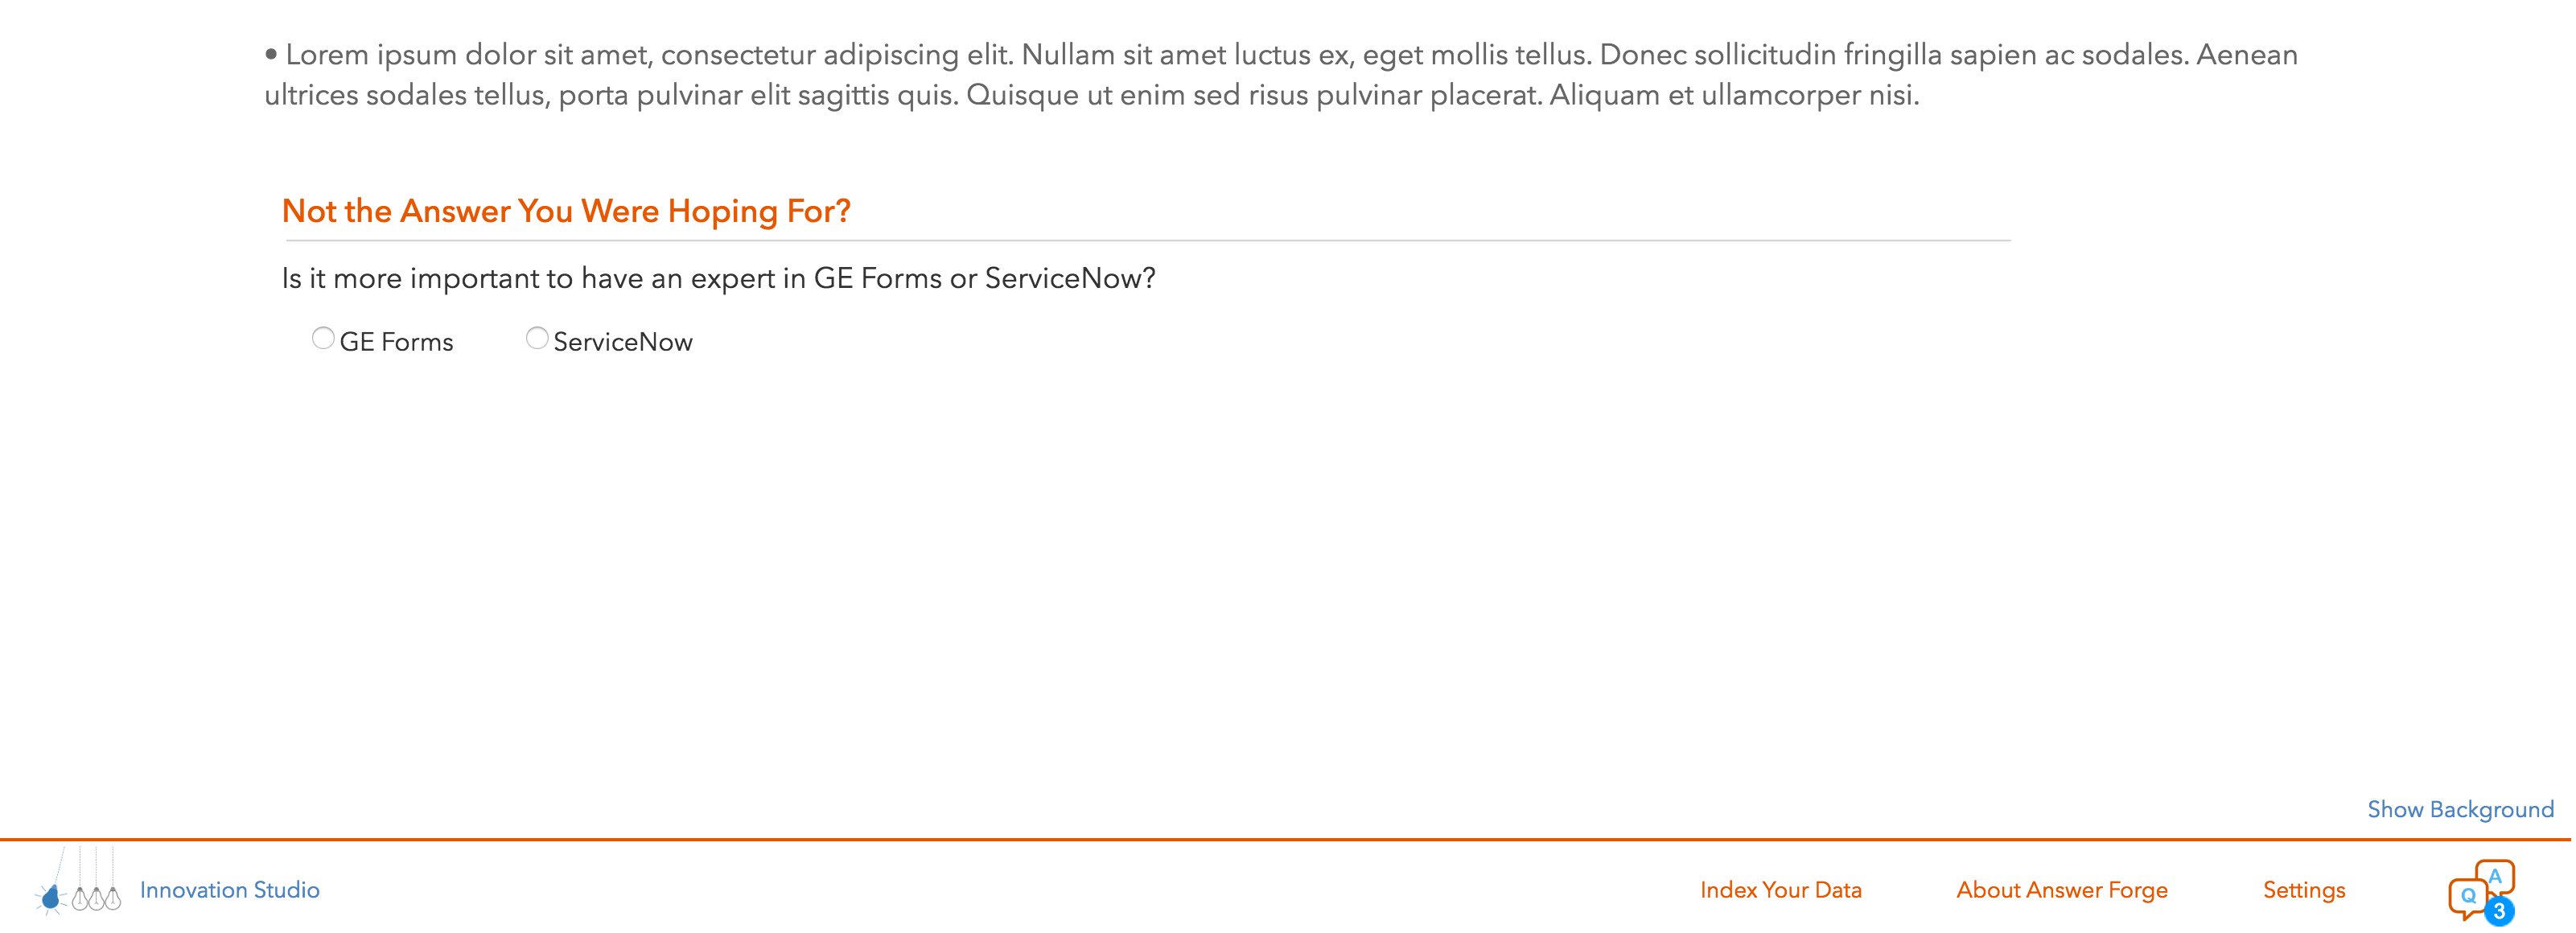 • Lorem ipsum dolor sit amet, consectetur adipiscing elit. Nullam sit amet luctus ex, eget mollis tellus. Donec sollicitudin fringilla sapien ac sodales. Aenean
ultrices sodales tellus, porta pulvinar elit sagittis quis. Quisque ut enim sed risus pulvinar placerat. Aliquam et ullamcorper nisi.
Not the Answer You Were Hoping For?
Is it more important to have an expert in GE Forms or ServiceNow?
GE Forms ServiceNow
Show Background
Innovation Studio Index Your Data About Answer Forge Settings Q A 3